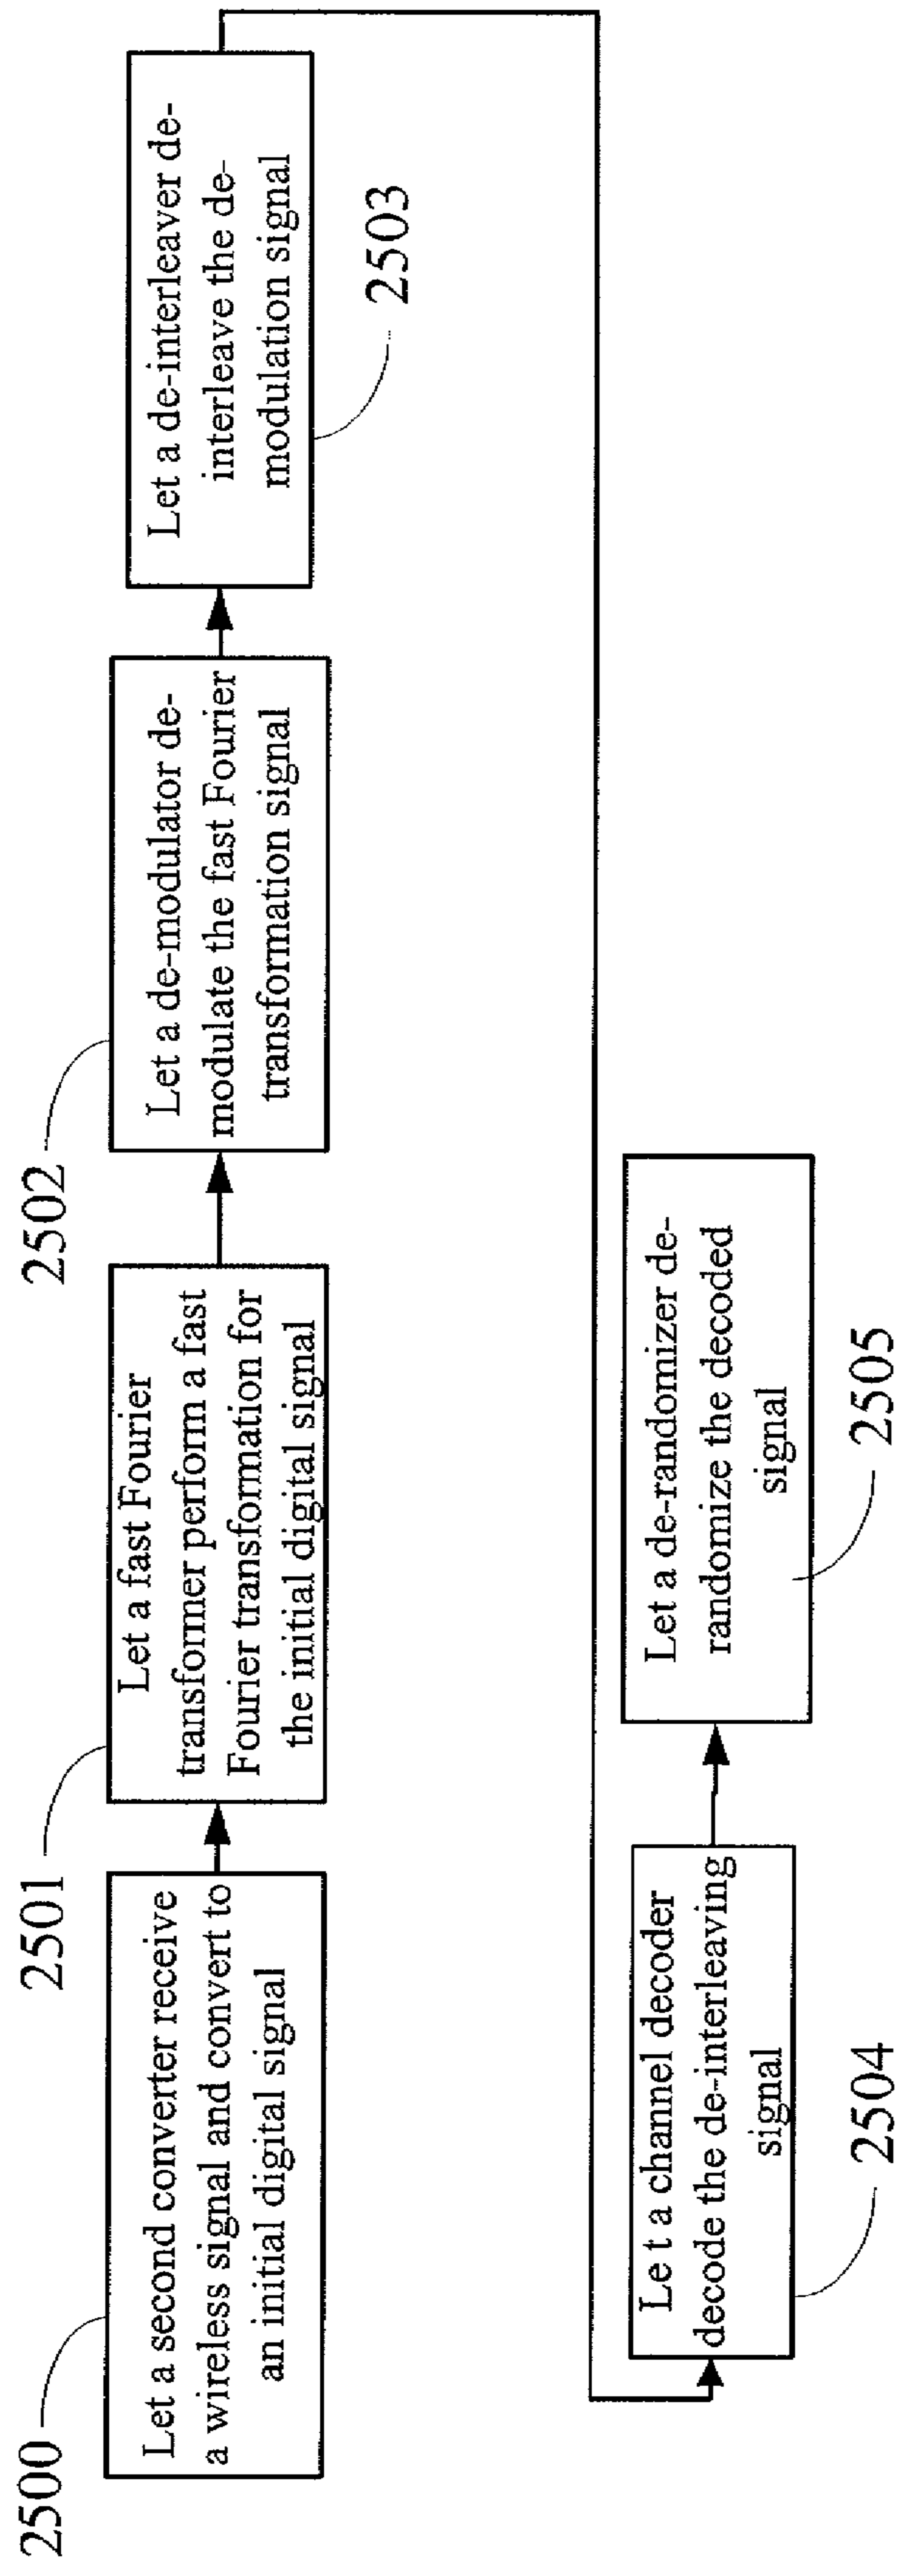 2500
Let a second converter receive
a wireless signal and convert to
an initial digital signal
2501
Let a fast Fourier
transformer perform a fast
Fourier transformation for
the initial digital signal
2502
Let a de-modulator de-
modulate the fast Fourier
transformation signal
Let a de-interleaver de-
interleave the de-
modulation signal
2503
Le t a channel decoder
decode the de-interleaving
signal
2504
Let a de-randomizer de-
randomize the decoded
signal
2505